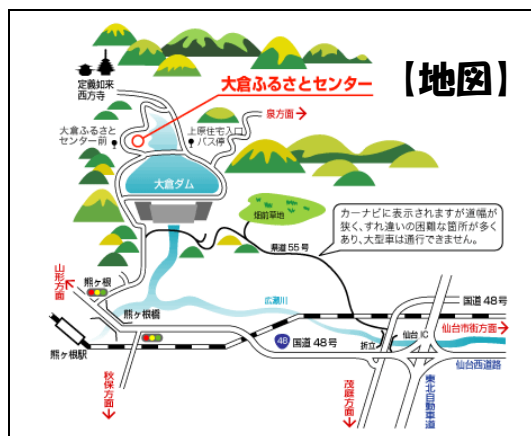 【地図】
定義如来
西方寺
大倉ふるさとセンター
泉方面
大倉ふるさと
センター前
上原住宅入口
バス停
大倉ダム
畑前草地
カーナビに表示されますが道幅が
狭く、すれ違いの困難な箇所が多く
あり、大型車は通行できません。
県道55号
山形方面
熊ヶ根
熊ヶ根橋
広瀬川
国道48号
仙台市街方面
熊ヶ根駅
48
国道48号
折立
仙台IC
仙台西道路
秋保方面
茂庭方面
東北自動車道